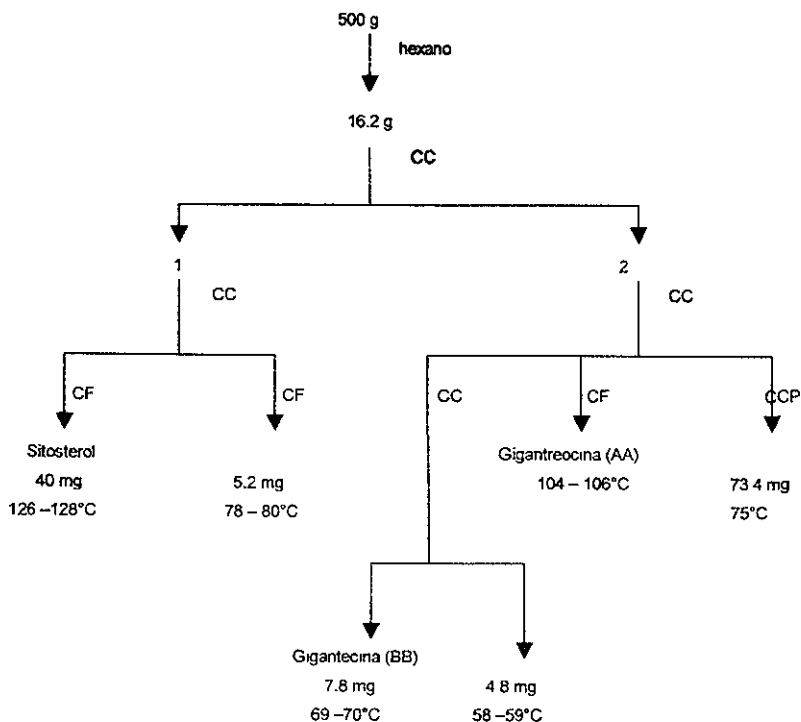 500 g
hexano
16.2 g
CC
1
2
CC
CC
CF
CF
CC
CF
CCP
Sitosterol
40 mg
126 –128°C
5.2 mg
78 – 80°C
Gigantreocina (AA)
104 – 106°C
73 4 mg
75°C
Gigantecina (BB)
7.8 mg
69 –70°C
4 8 mg
58 –59°C